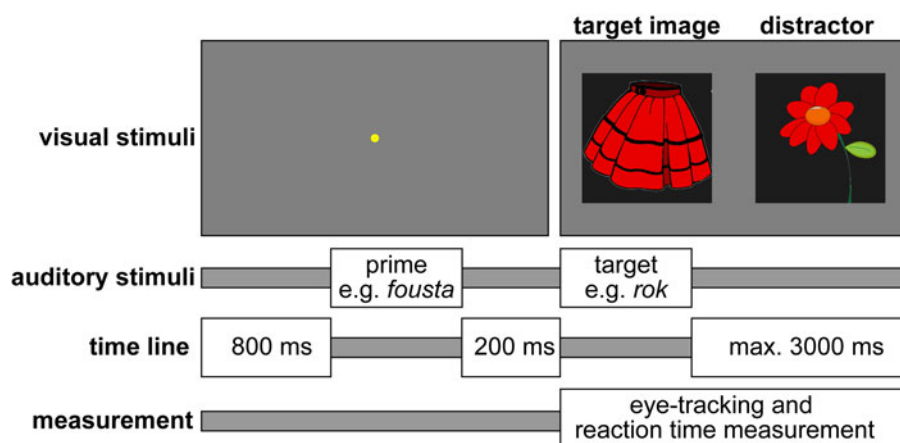 target image
distractor
visual stimuli
auditory stimuli
prime
e.g. fousta
target
e.g. rok
time line
800 ms
200 ms
max. 3000 ms
measurement
eye-tracking and
reaction time measurement